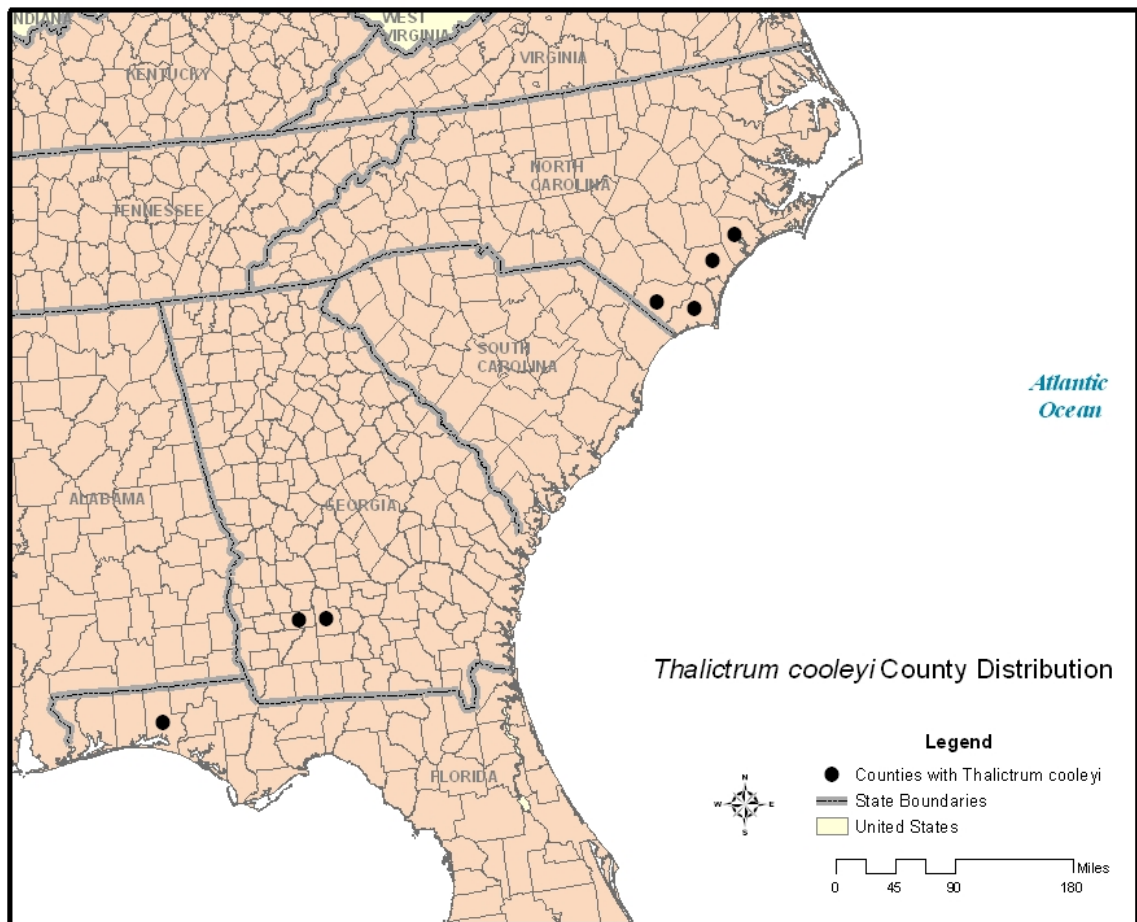 NDIANA
WEST
VIRGINIA
KENTUCKY
VIRGINIA
NORTH
CAROLINA
TENNESSEE
SOUTH
CAROLINA
Atlantic
Ocean
ALABAMA
GEORGIA
Thalictrum cooleyi County Distribution
Legend
Counties with Thalictrum cooleyi
State Boundaries
United States
FLORIDA
N
W E
S
Miles
0 45 90 180